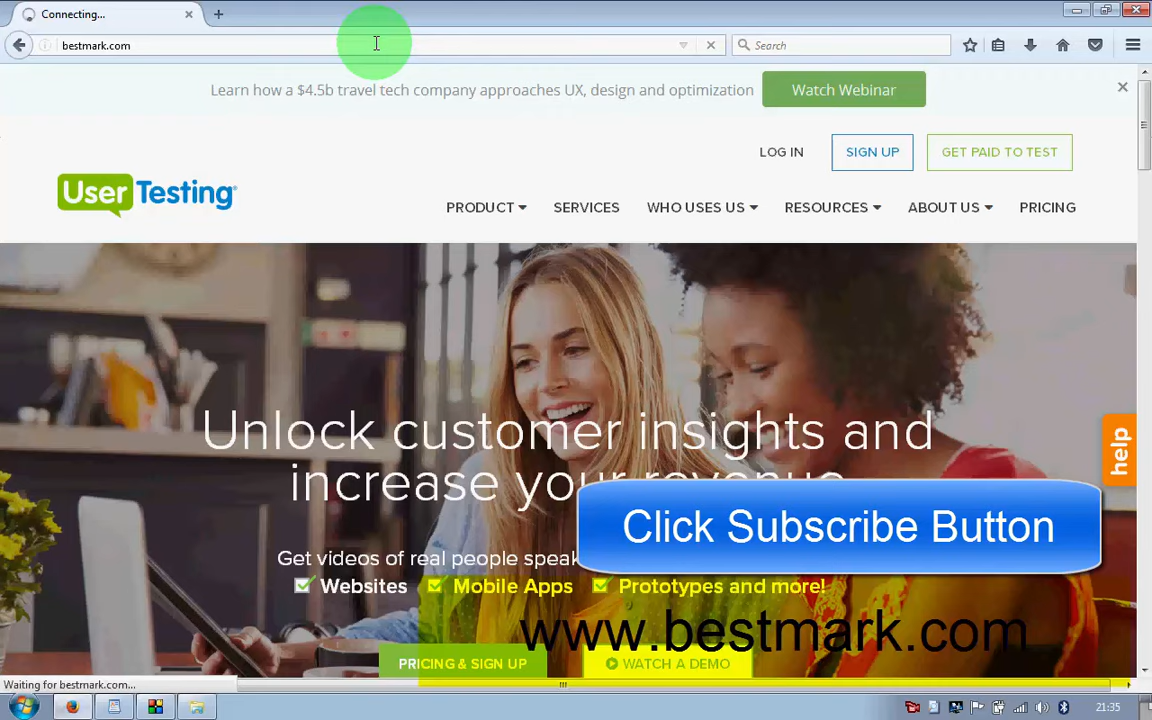 Connecting...
bestmark.com
Search
Learn how a $4.5b travel tech company approaches UX, design and optimization
Watch Webinar
LOG IN
SIGN UP
GET PAID TO TEST
UserTesting
PRODUCT
SERVICES
WHO USES US
RESOURCES
ABOUT US
PRICING
Unlock customer insights and
increase your revenue
help
Click Subscribe Button
Get videos of real people speak
Websites
Mobile Apps
Prototypes and more!
www.bestmark.com
PRICING & SIGN UP
WATCH A DEMO
Waiting for bestmark.com...
21:35